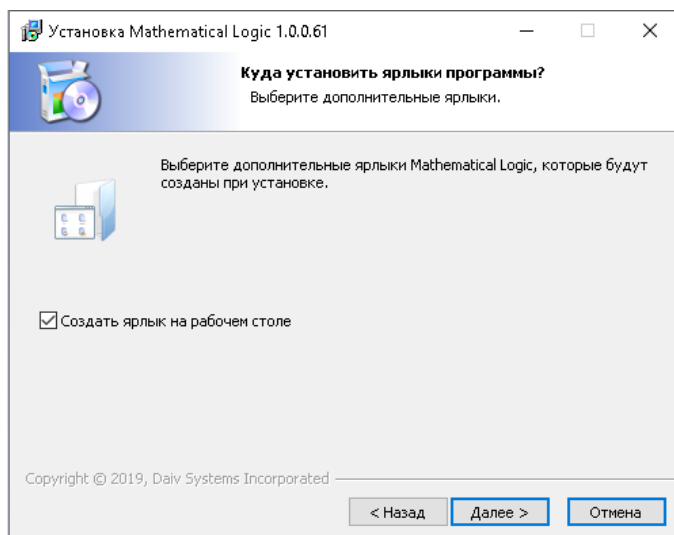 Установка Mathematical Logic 1.0.0.61
Куда установить ярлыки программы?
Выберите дополнительные ярлыки.
Выберите дополнительные ярлыки Mathematical Logic, которые будут
созданы при установке.
Создать ярлык на рабочем столе
Copyright © 2019, Daiv Systems Incorporated
< Назад
Далее >
Отмена